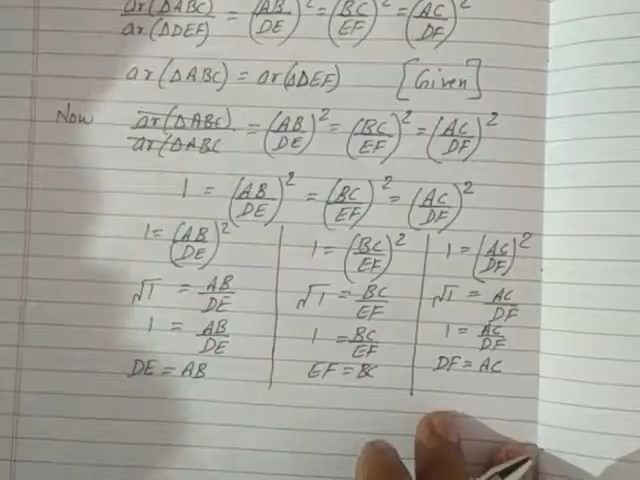 ar(ΔABC)/ar(ΔDEF) = (AB/DE)² = (BC/EF)² = (AC/DF)²
ar(ΔABC) = ar(ΔDEF) [Given]
Now ar(ΔABC)/ar(ΔABC = (AB/DE)² = (BC/EF)² = (AC/DF)²
1 = (AB/DE)² = (BC/EF)² = (AC/DF)²
1 = (AB/DE)² 1 = (BC/EF)² 1 = (AC/DF)²
√1 = AB/DE √1 = BC/EF √1 = AC/DF
1 = AB/DE 1 = BC/EF 1 = AC/DF
DE = AB EF = BC DF = AC